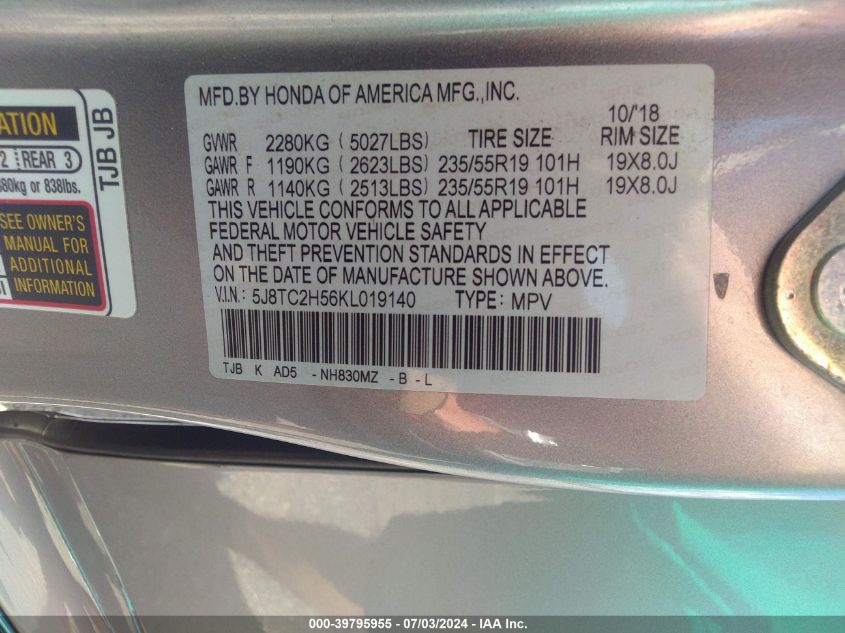 ATION
2 REAR 3
880kg or 838lbs.
SEE OWNER'S
MANUAL FOR
ADDITIONAL
INFORMATION
TJB JB
MFD.BY HONDA OF AMERICA MFG.,INC.
10/'18
GVWR 2280KG (5027LBS) TIRE SIZE RIM SIZE
GAWR F 1190KG (2623LBS) 235/55R19 101H 19X8.0J
GAWR R 1140KG (2513LBS) 235/55R19 101H 19X8.0J
THIS VEHICLE CONFORMS TO ALL APPLICABLE
FEDERAL MOTOR VEHICLE SAFETY
AND THEFT PREVENTION STANDARDS IN EFFECT
ON THE DATE OF MANUFACTURE SHOWN ABOVE.
V.I.N.: 5J8TC2H56KL019140 TYPE: MPV
TJB K AD5 -NH830MZ -B -L
000-39795955 - 07/03/2024 - IAA Inc.